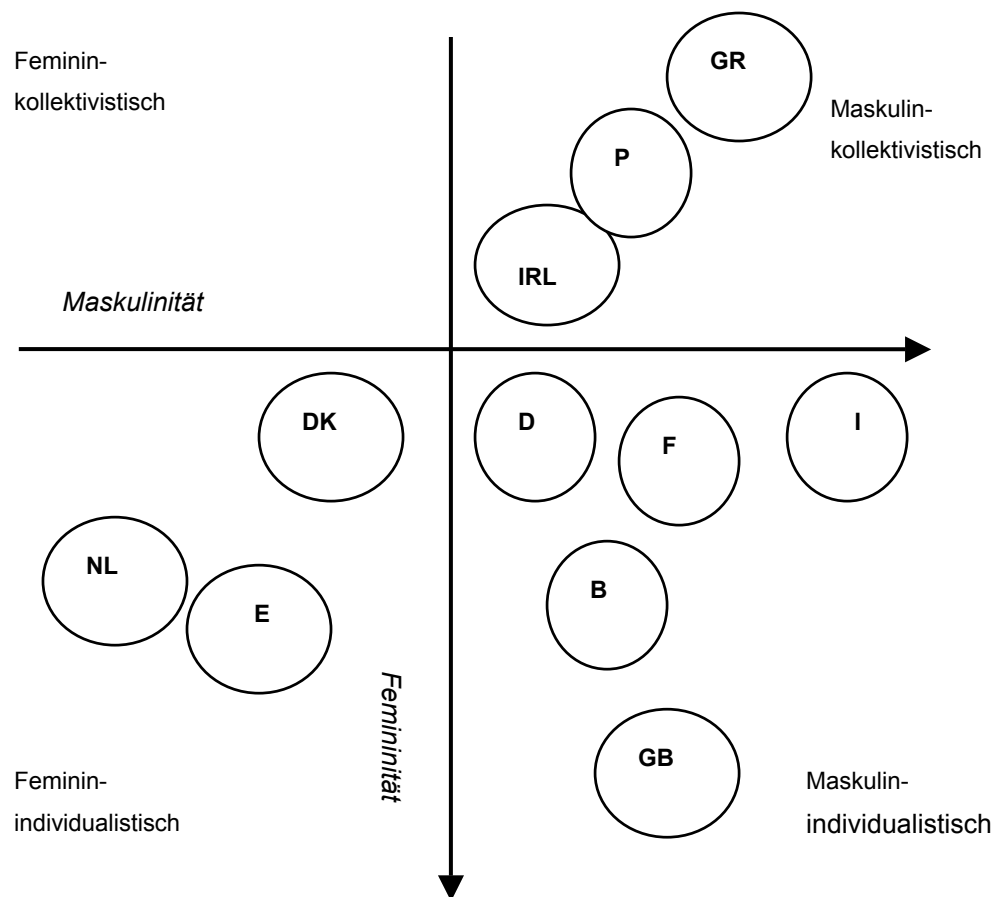 Feminin-
kollektivistisch
GR
Maskulin-
kollektivistisch
P
IRL
Maskulinität
DK
D
F
I
NL
E
B
Femininität
GB
Feminin-
individualistisch
Maskulin-
individualistisch